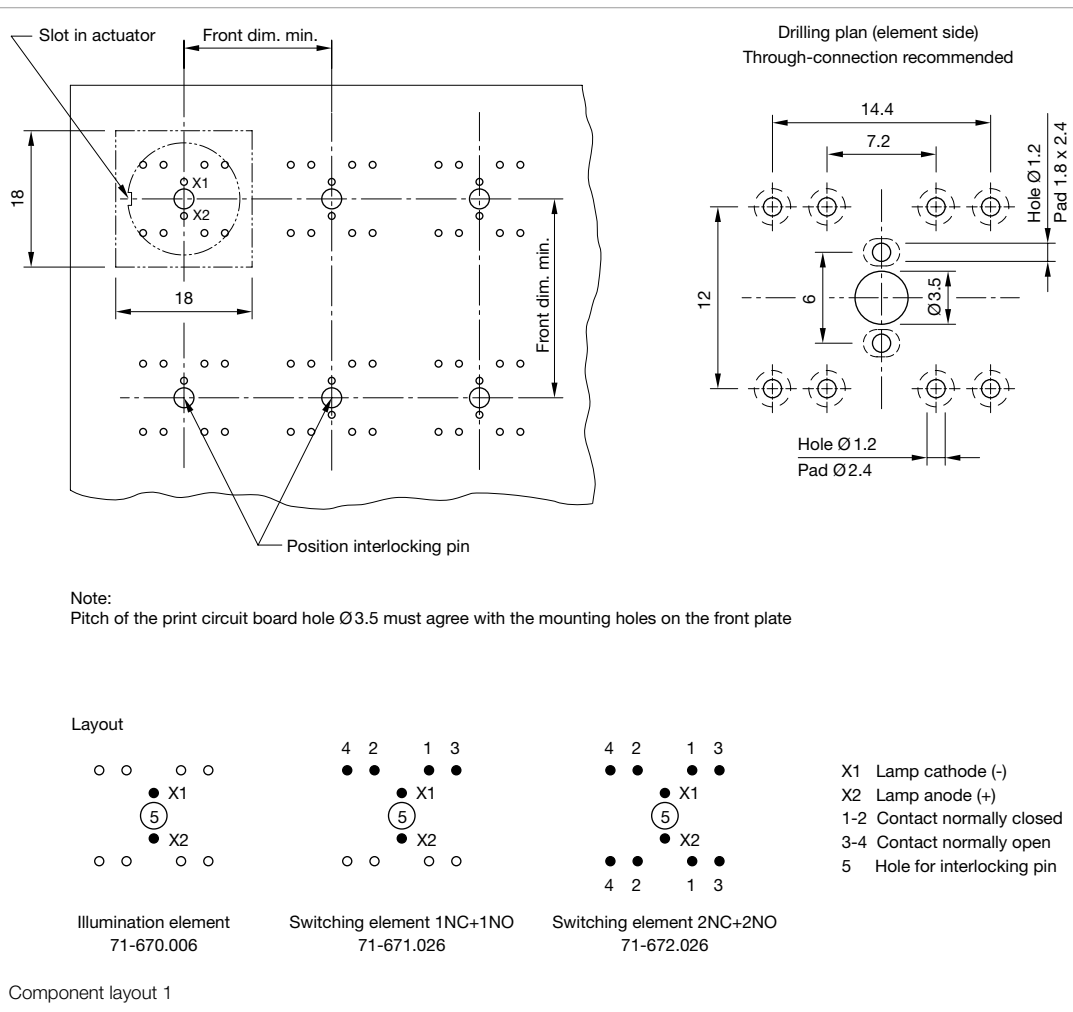 Slot in actuator
Front dim. min.
Drilling plan (element side)
Through-connection recommended
14.4
7.2
Hole Ø 1.2
Pad 1.8 x 2.4
18
X1
X2
18
Front dim. min.
12
6
Ø3.5
Hole Ø 1.2
Pad Ø 2.4
Position interlocking pin
Note:
Pitch of the print circuit board hole Ø 3.5 must agree with the mounting holes on the front plate
Layout
X1
5
X2
Illumination element
71-670.006
4 2 1 3
X1
5
X2
Switching element 1NC+1NO
71-671.026
4 2 1 3
X1
5
X2
4 2 1 3
Switching element 2NC+2NO
71-672.026
X1 Lamp cathode (-)
X2 Lamp anode (+)
1-2 Contact normally closed
3-4 Contact normally open
5 Hole for interlocking pin
Component layout 1